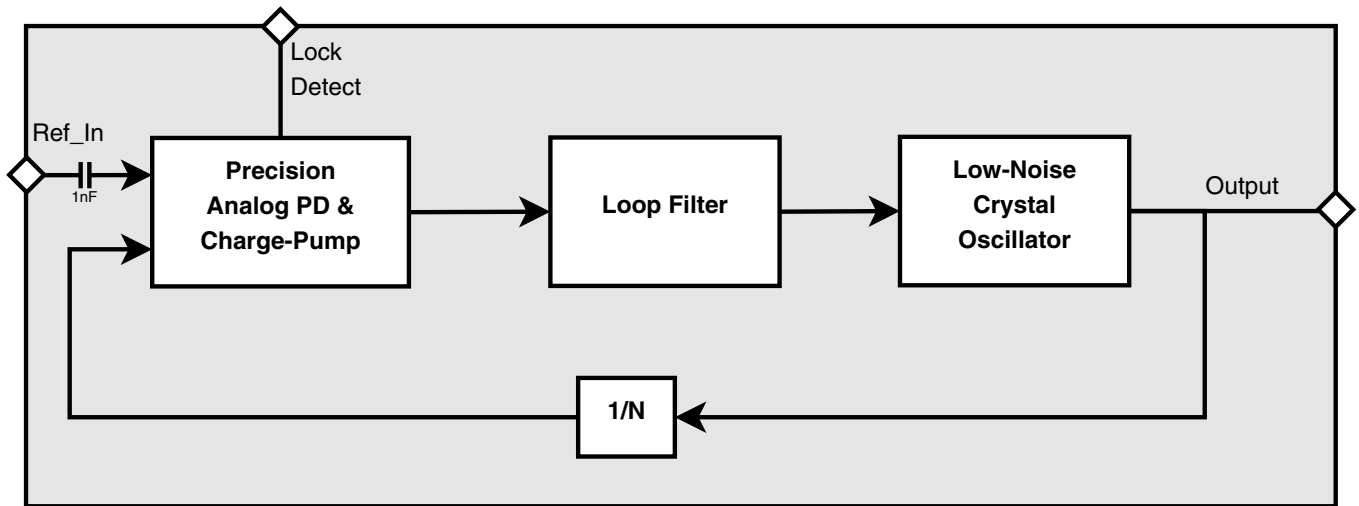 Lock
Detect
Ref_In
1nF
Precision
Analog PD &
Charge-Pump
Loop Filter
Low-Noise
Crystal
Oscillator
Output
1/N